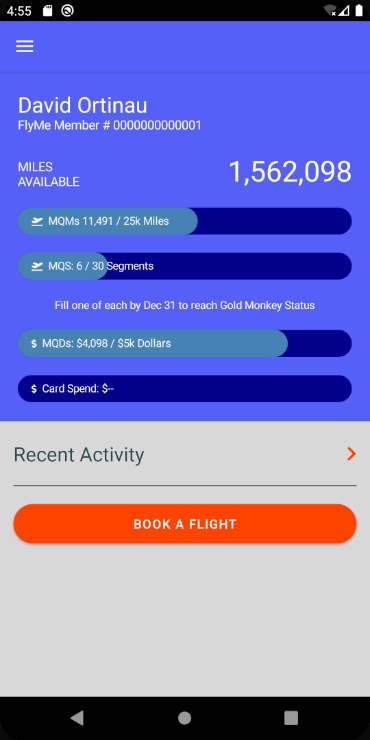 4:55
David Ortinau
FlyMe Member # 0000000000001
MILES
AVAILABLE
1,562,098
MQMs 11,491 / 25k Miles
MQS: 6 / 30 Segments
Fill one of each by Dec 31 to reach Gold Monkey Status
$ MQDs: $4,098 / $5k Dollars
$ Card Spend: $--
Recent Activity
BOOK A FLIGHT